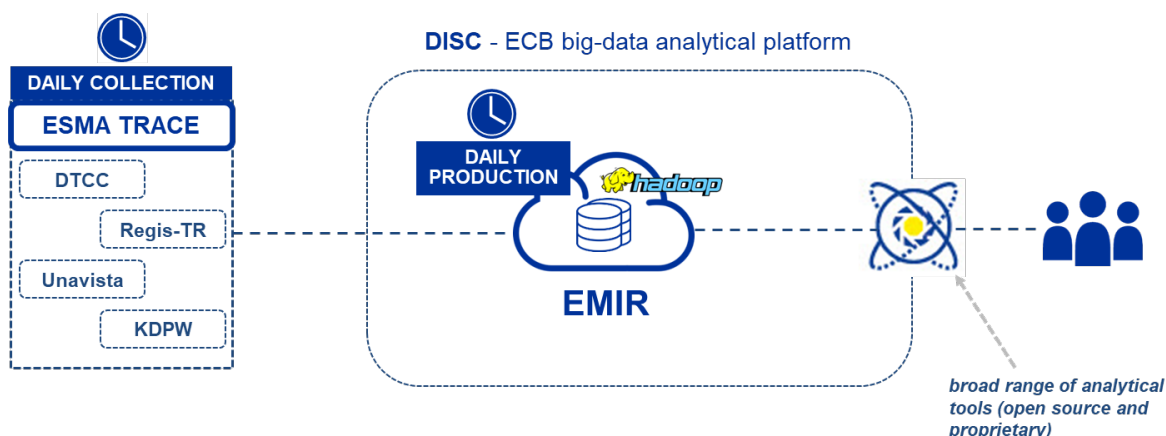 DISC - ECB big-data analytical platform
DAILY COLLECTION
ESMA TRACE
DTCC
Regis-TR
Unavista
KDPW
DAILY
PRODUCTION
hadoop
EMIR
broad range of analytical
tools (open source and
proprietary)